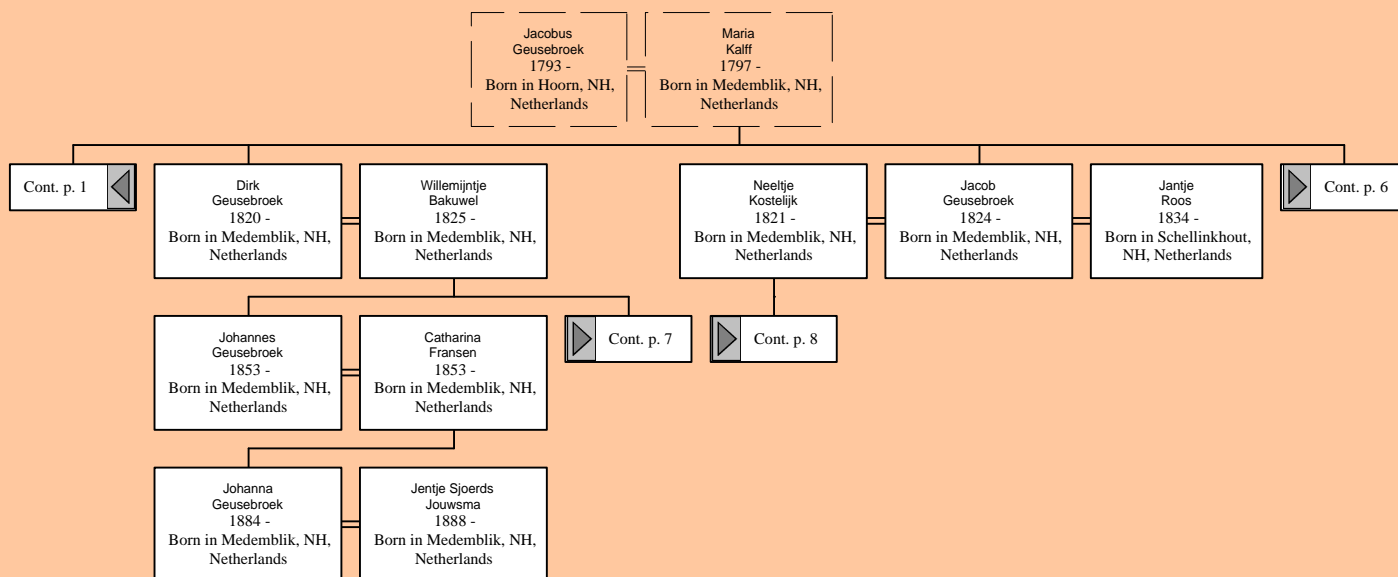 Jacobus
Geusebroek
1793 -
Born in Hoorn, NH,
Netherlands
Maria
Kalff
1797 -
Born in Medemblik, NH,
Netherlands
Cont. p. 1
Dirk
Geusebroek
1820 -
Born in Medemblik, NH,
Netherlands
Willemijntje
Bakuwel
1825 -
Born in Medemblik, NH,
Netherlands
Neeltje
Kostelijk
1821 -
Born in Medemblik, NH,
Netherlands
Jacob
Geusebroek
1824 -
Born in Medemblik, NH,
Netherlands
Jantje
Roos
1834 -
Born in Schellinkhout,
NH, Netherlands
Cont. p. 6
Johannes
Geusebroek
1853 -
Born in Medemblik, NH,
Netherlands
Catharina
Fransen
1853 -
Born in Medemblik, NH,
Netherlands
Cont. p. 7
Cont. p. 8
Johanna
Geusebroek
1884 -
Born in Medemblik, NH,
Netherlands
Jentje Sjoerds
Jouwsma
1888 -
Born in Medemblik, NH,
Netherlands